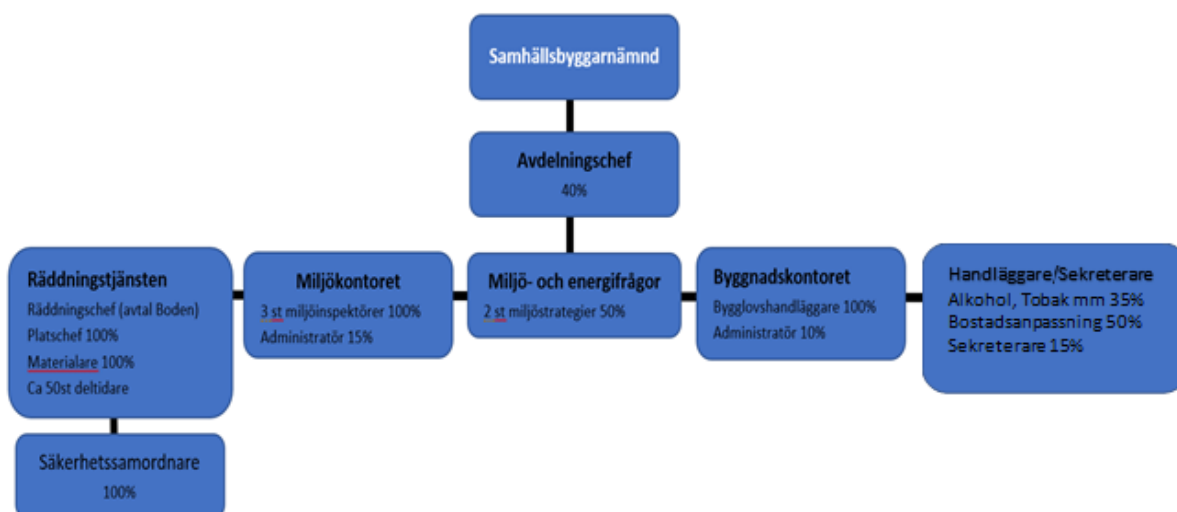 Samhällsbyggarnämnd
Avdelningschef
40%
Räddningstjänsten
Räddningschef (avtal Boden)
Platschef 100%
Materialare 100%
Ca 50st deltidare
Säkerhetssamordnare
100%
Miljökontoret
3 st miljöinspektörer 100%
Administratör 15%
Miljö- och energifrågor
2 st miljöstrategier 50%
Byggnadskontoret
Bygglovshandläggare 100%
Administratör 10%
Handläggare/Sekreterare
Alkohol, Tobak mm 35%
Bostadsanpassning 50%
Sekreterare 15%